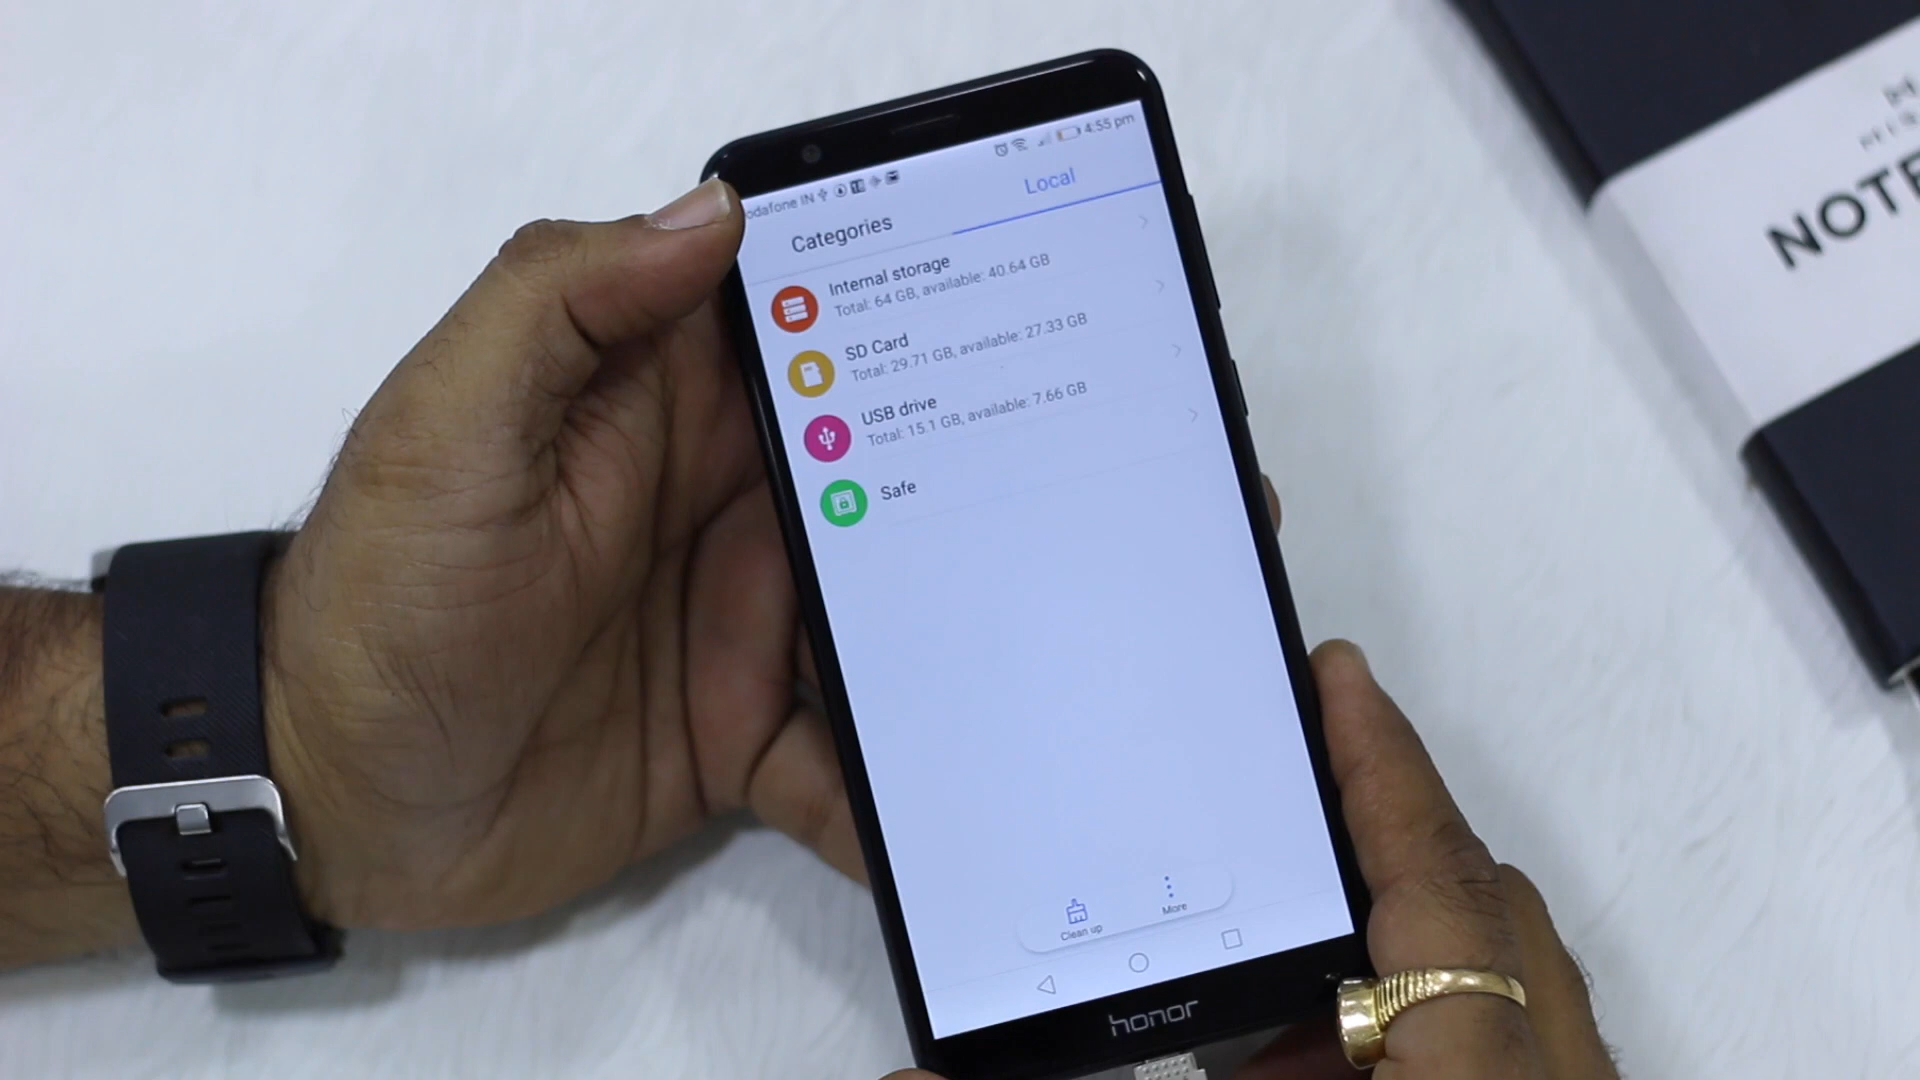 odafone IN
4:55 pm
Categories
Local
Internal storage
Total: 64 GB, available: 40.64 GB
SD Card
Total: 29.71 GB, available: 27.33 GB
USB drive
Total: 15.1 GB, available: 7.66 GB
Safe
Clean up
More
honor
NOTE